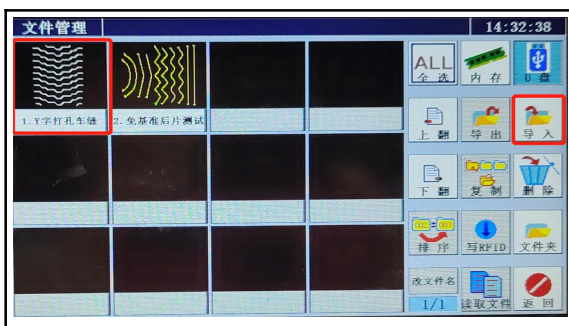 文件管理
14:32:38
1.Y字打孔车缝
2.免基准后片测试
ALL
全选
内存
U盘
上翻
导出
导入
下翻
复制
删除
002 003
排序
写RFID
文件夹
改文件名
1/1
读取文件
返回